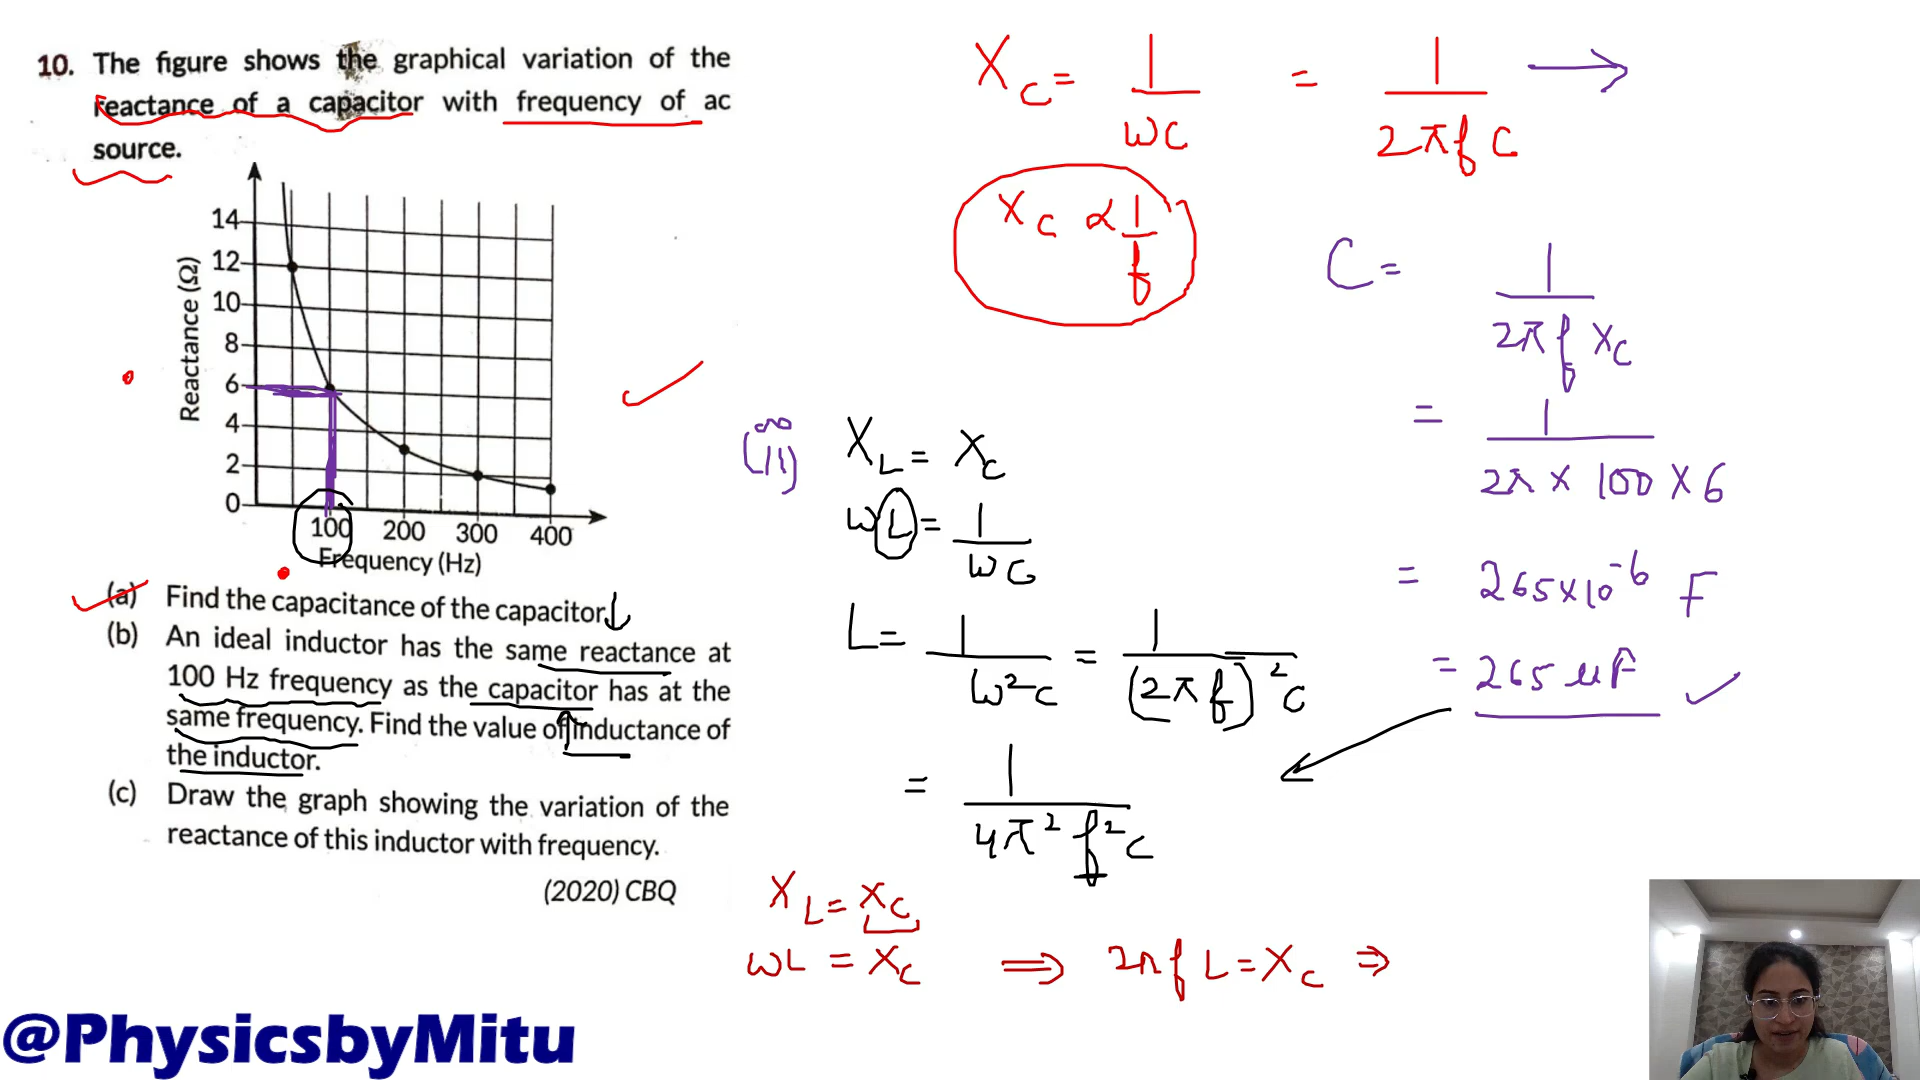 10. The figure shows the graphical variation of the
reactance of a capacitor with frequency of ac
source.
Reactance (Ω)
14
12
10
8
6
4
2
0
100 200 300 400
Frequency (Hz)
(a) Find the capacitance of the capacitor.
(b) An ideal inductor has the same reactance at
100 Hz frequency as the capacitor has at the
same frequency. Find the value of inductance of
the inductor.
(c) Draw the graph showing the variation of the
reactance of this inductor with frequency.
(2020) CBQ
X_C = 1/ωC = 1/2πfC →
X_C ∝ 1/f
C = 1/2πf X_C
= 1/2π × 100 × 6
= 265×10^-6 F
= 265 μF
(ii) X_L = X_C
ωL = 1/ωC
L = 1/ω²C = 1/(2πf)²C
= 1/4π²f²C
X_L = X_C
ωL = X_C ⇒ 2πf L = X_C ⇒
@PhysicsbyMitu